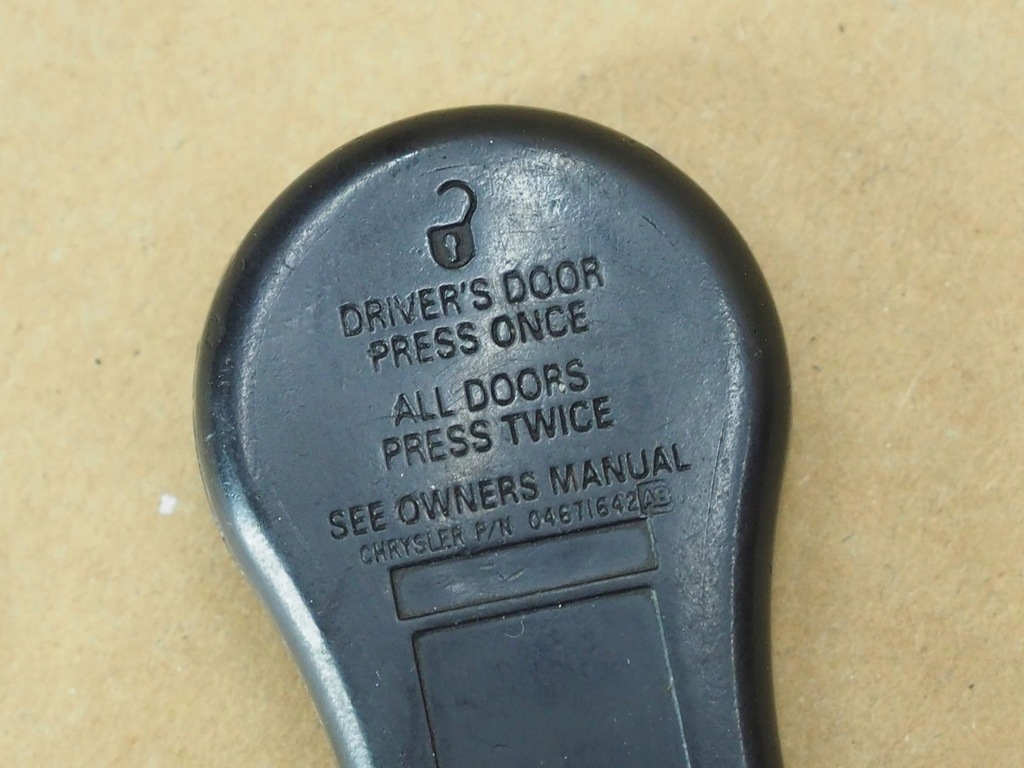 DRIVER'S DOOR
PRESS ONCE
ALL DOORS
PRESS TWICE
SEE OWNERS MANUAL
CHRYSLER P/N 04671642AB